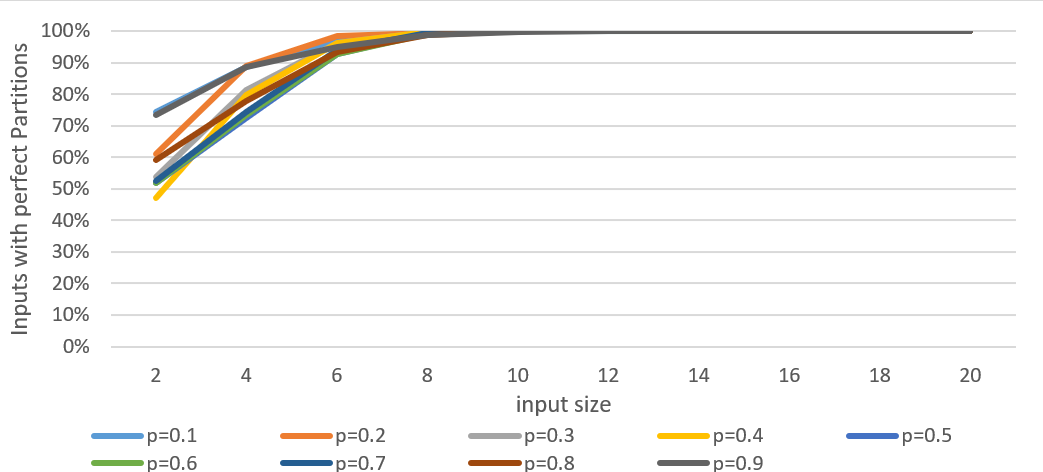 Inputs with perfect Partitions
100%
90%
80%
70%
60%
50%
40%
30%
20%
10%
0%
2 4 6 8 10 12 14 16 18 20
input size
p=0.1 p=0.2 p=0.3 p=0.4 p=0.5
p=0.6 p=0.7 p=0.8 p=0.9